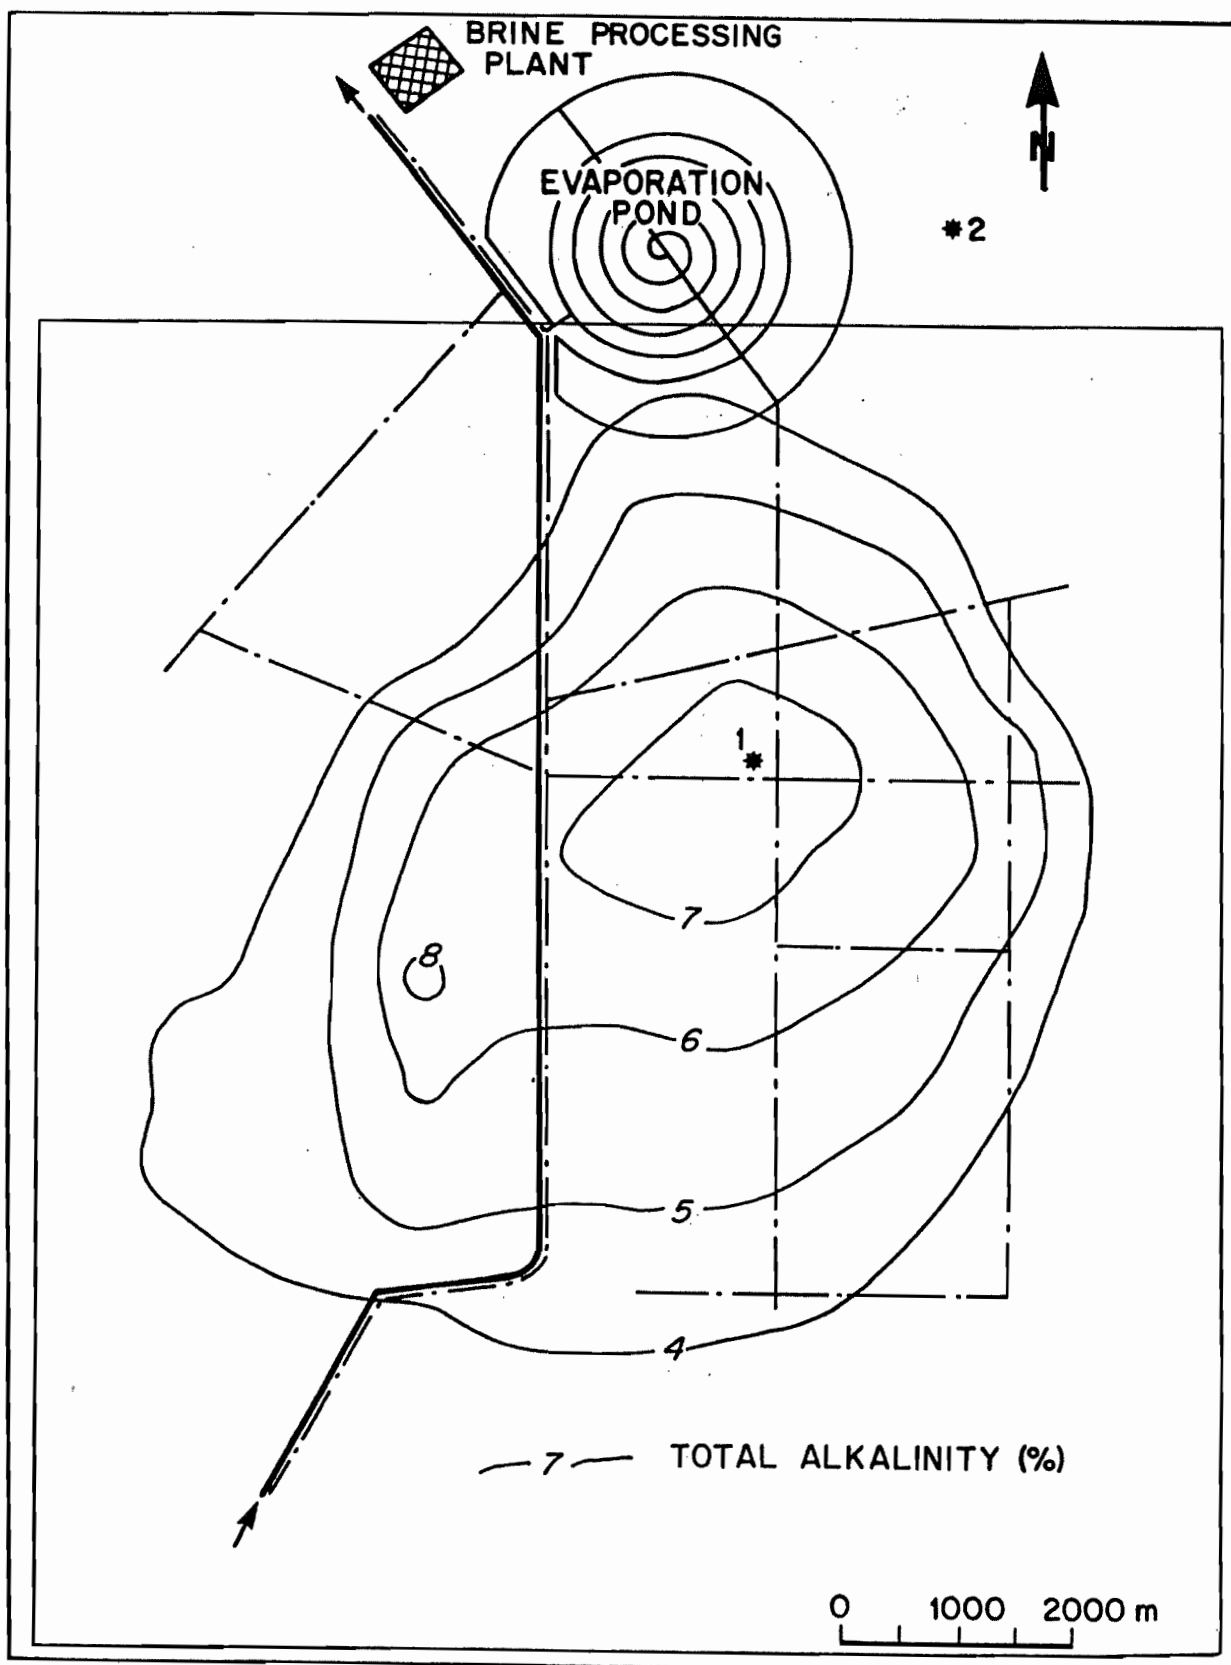 BRINE PROCESSING
PLANT
N
EVAPORATION
POND
2
1
7
8
6
5
4
7 TOTAL ALKALINITY (%)
0 1000 2000 m